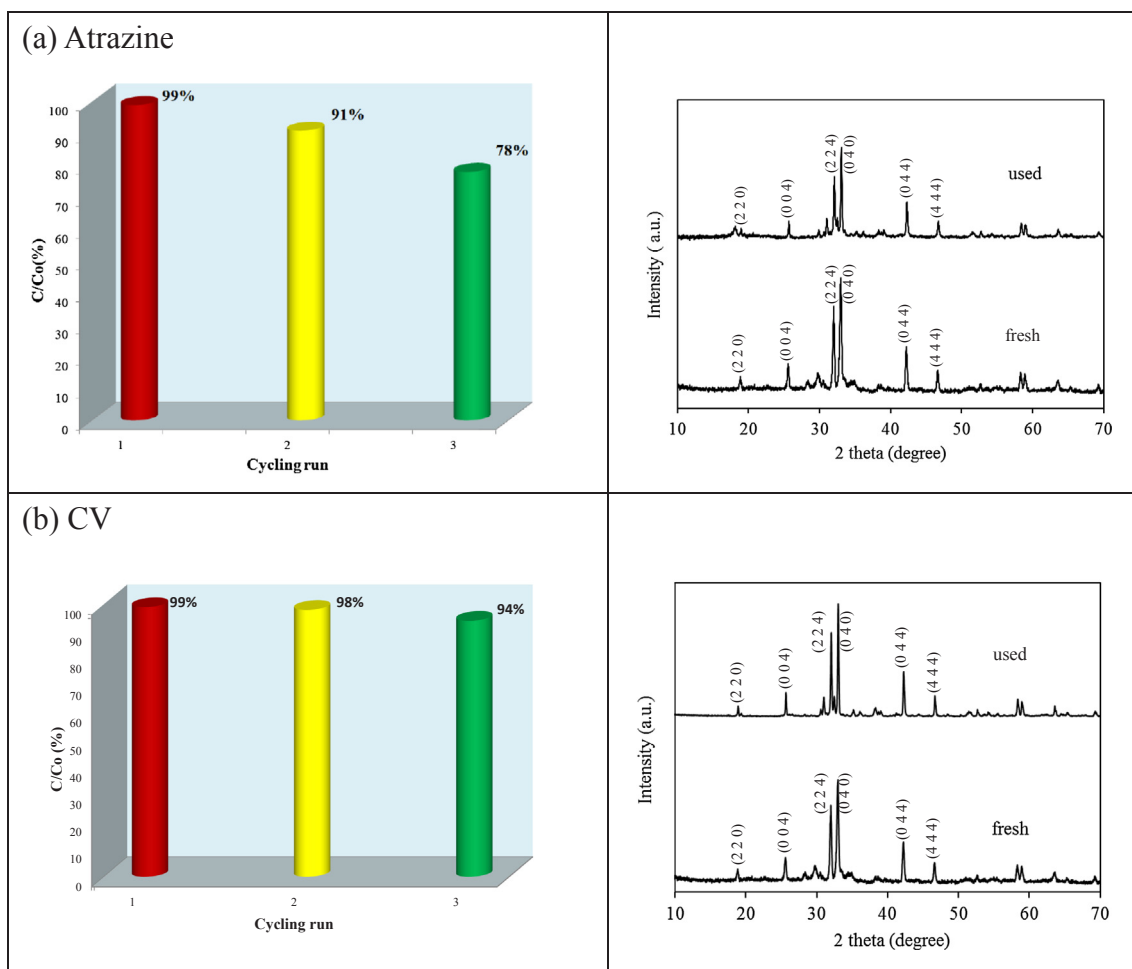 (a) Atrazine
99%
91%
78%
C/Co(%)
100
90
80
70
60
50
40
30
20
10
0
1 2 3
Cycling run
(2 2 0) (0 0 4) (2 2 4) (0 4 0) (0 4 4) (4 4 4)
used
(2 2 0) (0 0 4) (2 2 4) (0 4 0) (0 4 4) (4 4 4)
fresh
Intensity ( a.u.)
10 20 30 40 50 60 70
2 theta (degree)
(b) CV
99% 98% 94%
C/Co (%)
100
90
80
70
60
50
40
30
20
10
0
1 2 3
Cycling run
(2 2 0) (0 0 4) (2 2 4) (0 4 0) (0 4 4) (4 4 4)
used
(2 2 0) (0 0 4) (2 2 4) (0 4 0) (0 4 4) (4 4 4)
fresh
Intensity (a.u.)
10 20 30 40 50 60 70
2 theta (degree)